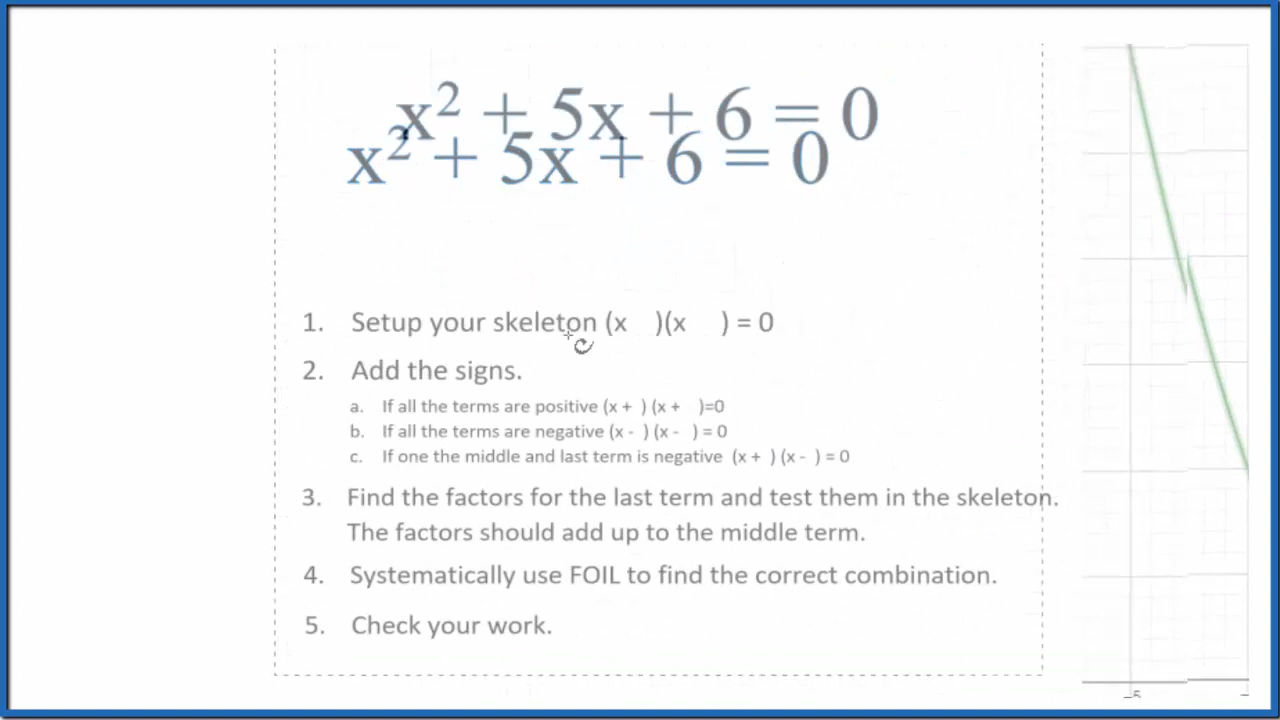 x² + 5x + 6 = 0
x² + 5x + 6 = 0
1. Setup your skeleton (x   )(x   ) = 0
2. Add the signs.
a. If all the terms are positive (x +  ) (x +   )=0
b. If all the terms are negative (x -  ) (x -   ) = 0
c. If one the middle and last term is negative  (x +  ) (x -  ) = 0
3. Find the factors for the last term and test them in the skeleton.
The factors should add up to the middle term.
4. Systematically use FOIL to find the correct combination.
5. Check your work.
-5